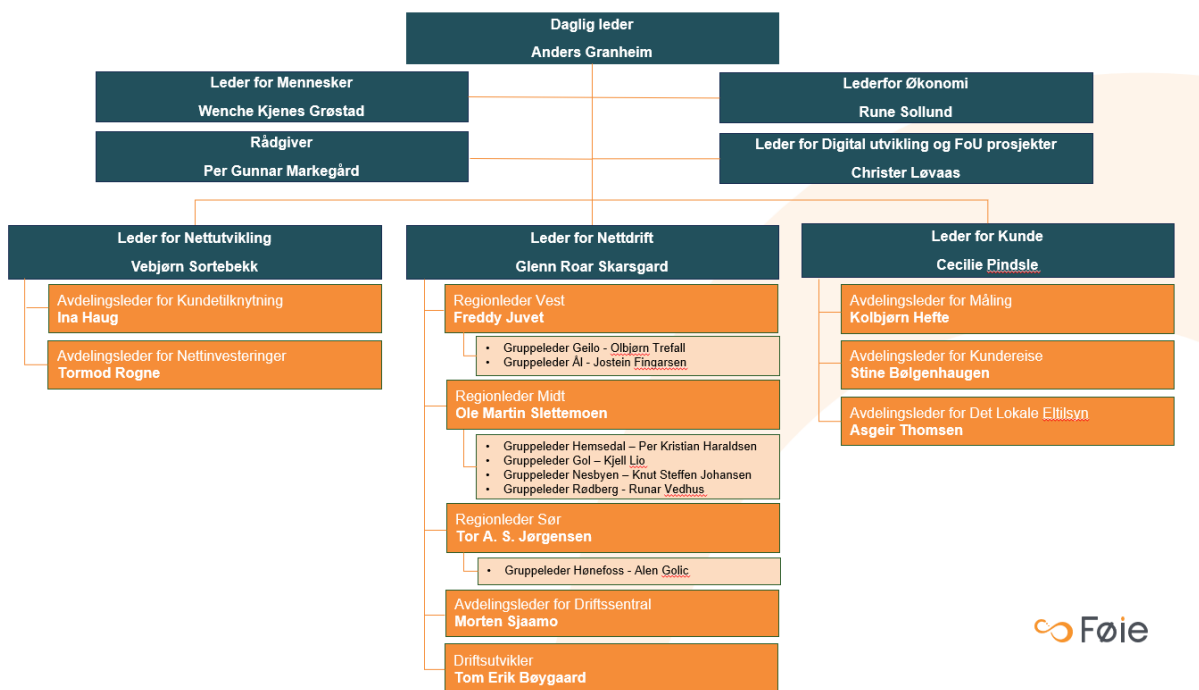 Daglig leder
Anders Granheim
Leder for Mennesker
Wenche Kjenes Grøstad
Lederfor Økonomi
Rune Sollund
Rådgiver
Per Gunnar Markegård
Leder for Digital utvikling og FoU prosjekter
Christer Løvaas
Leder for Nettutvikling
Vebjørn Sortebekk
Avdelingsleder for Kundetilknytning
Ina Haug
Avdelingsleder for Nettinvesteringer
Tormod Rogne
Leder for Nettdrift
Glenn Roar Skarsgard
Regionleder Vest
Freddy Juvet
• Gruppeleder Geilo - Olbjørn Trefall
• Gruppeleder Ål - Jostein Fingarsen
Regionleder Midt
Ole Martin Slettemoen
• Gruppeleder Hemsedal – Per Kristian Haraldsen
• Gruppeleder Gol – Kjell Lio
• Gruppeleder Nesbyen – Knut Steffen Johansen
• Gruppeleder Rødberg - Runar Vedhus
Regionleder Sør
Tor A. S. Jørgensen
• Gruppeleder Hønefoss - Alen Golic
Avdelingsleder for Driftssentral
Morten Sjaamo
Driftsutvikler
Tom Erik Bøygaard
Leder for Kunde
Cecilie Pindsle
Avdelingsleder for Måling
Kolbjørn Hefte
Avdelingsleder for Kundereise
Stine Bølgenhaugen
Avdelingsleder for Det Lokale Eltilsyn
Asgeir Thomsen
Føie